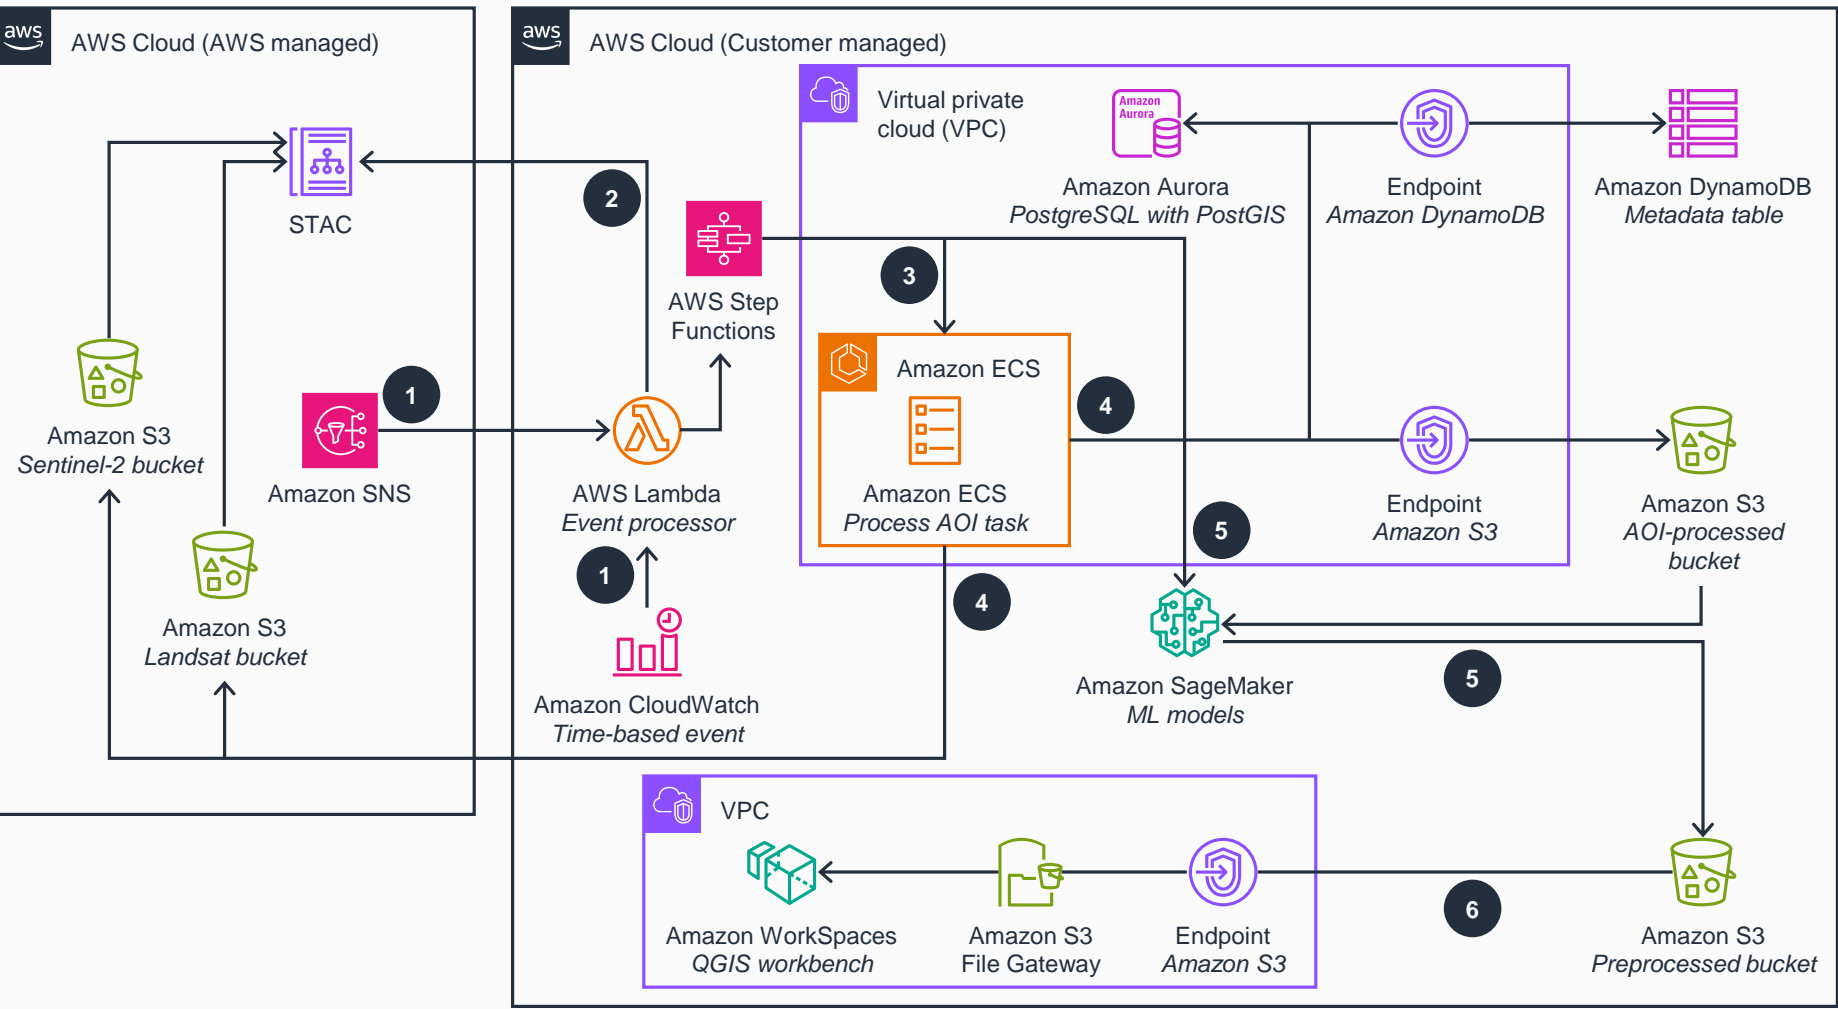 aws
AWS Cloud (AWS managed)
STAC
Amazon S3
Sentinel-2 bucket
Amazon SNS
Amazon S3
Landsat bucket
aws
AWS Cloud (Customer managed)
1
2
AWS Step
Functions
AWS Lambda
Event processor
1
Amazon CloudWatch
Time-based event
Virtual private
cloud (VPC)
Amazon
Aurora
Amazon Aurora
PostgreSQL with PostGIS
Endpoint
Amazon DynamoDB
Amazon DynamoDB
Metadata table
3
Amazon ECS
Amazon ECS
Process AOI task
4
Endpoint
Amazon S3
Amazon S3
AOI-processed
bucket
4
5
Amazon SageMaker
ML models
5
VPC
Amazon WorkSpaces
QGIS workbench
Amazon S3
File Gateway
Endpoint
Amazon S3
6
Amazon S3
Preprocessed bucket